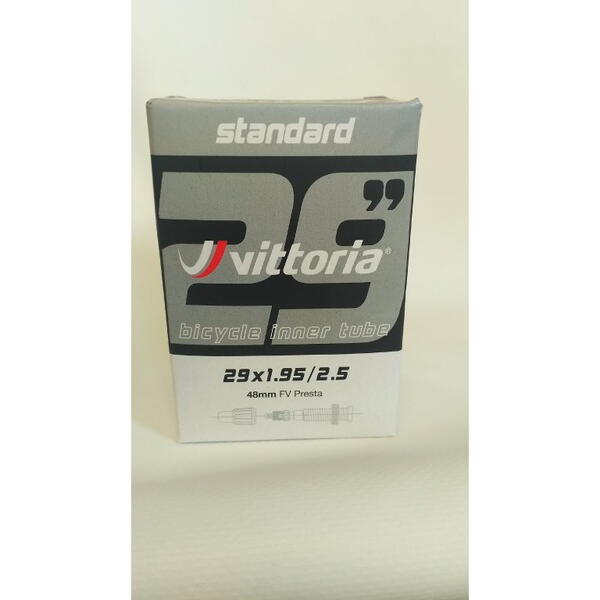 standard
29”
vittoria®
bicycle inner tube
29x1.95/2.5
48mm FV Presta